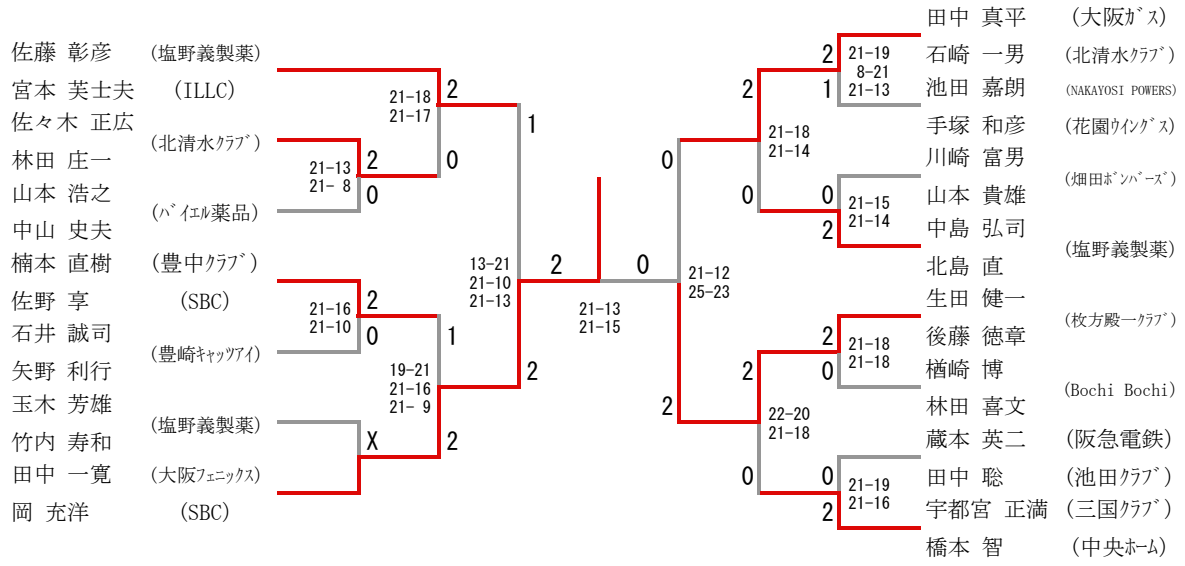 佐藤 彰彦 (塩野義製薬)
宮本 芙士夫 (ILLC)
佐々木 正広
(北清水ｸﾗﾌﾞ)
林田 庄一
山本 浩之
(ﾊﾞｲｴﾙ薬品)
中山 史夫
楠本 直樹 (豊中ｸﾗﾌﾞ)
佐野 享 (SBC)
石井 誠司
(豊崎ｷｬｯﾂｱｲ)
矢野 利行
玉木 芳雄
(塩野義製薬)
竹内 寿和
田中 一寛 (大阪ﾌｪﾆｯｸｽ)
岡 充洋 (SBC)
21-18 2
21-17
0
21-13 2
21- 8 0
1
21-16 2
21-10 0
1
19-21
21-16
21- 9
X 2
13-21 2
21-10
21-13
2
21-13
21-15
0
0
21-12
25-23
2
2
21-18
21-14
0
2
22-20
21-18
0
2 21-19
8-21
1 21-13
0 21-15
2 21-14
2 21-18
0 21-18
0 21-19
2 21-16
田中 真平 (大阪ｶﾞｽ)
石崎 一男 (北清水ｸﾗﾌﾞ)
池田 嘉朗 (NAKAYOSI POWERS)
手塚 和彦 (花園ｳｲﾝｸﾞｽ)
川崎 富男
(畑田ﾎﾞﾝﾊﾞｰｽﾞ)
山本 貴雄
中島 弘司
(塩野義製薬)
北島 直
生田 健一
(枚方殿一ｸﾗﾌﾞ)
後藤 徳章
楢崎 博
(Bochi Bochi)
林田 喜文
蔵本 英二 (阪急電鉄)
田中 聡 (池田ｸﾗﾌﾞ)
宇都宮 正満 (三国ｸﾗﾌﾞ)
橋本 智 (中央ﾎｰﾑ)